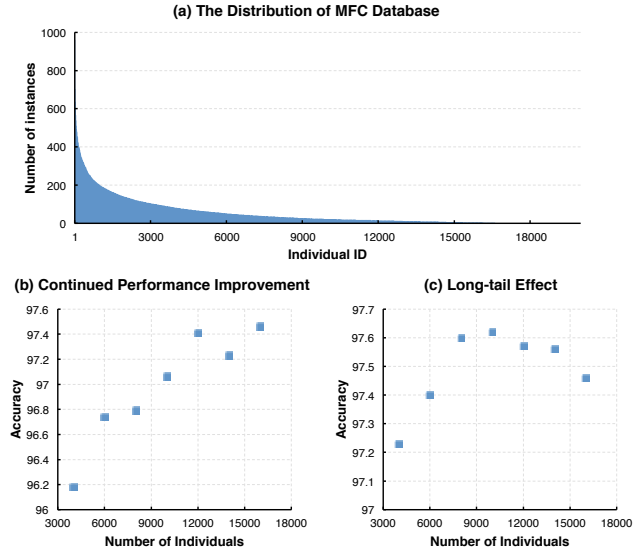 (a) The Distribution of MFC Database
1000
800
600
400
200
0
Number of instances
1 3000 6000 9000 12000 15000 18000
Individual ID
(b) Continued Performance Improvement
97.6
97.4
97.2
97
96.8
96.6
96.4
96.2
96
Accuracy
3000 6000 9000 12000 15000 18000
Number of Individuals
(c) Long-tail Effect
97.7
97.6
97.5
97.4
97.3
97.2
97.1
97
Accuracy
3000 6000 9000 12000 15000 18000
Number of Individuals